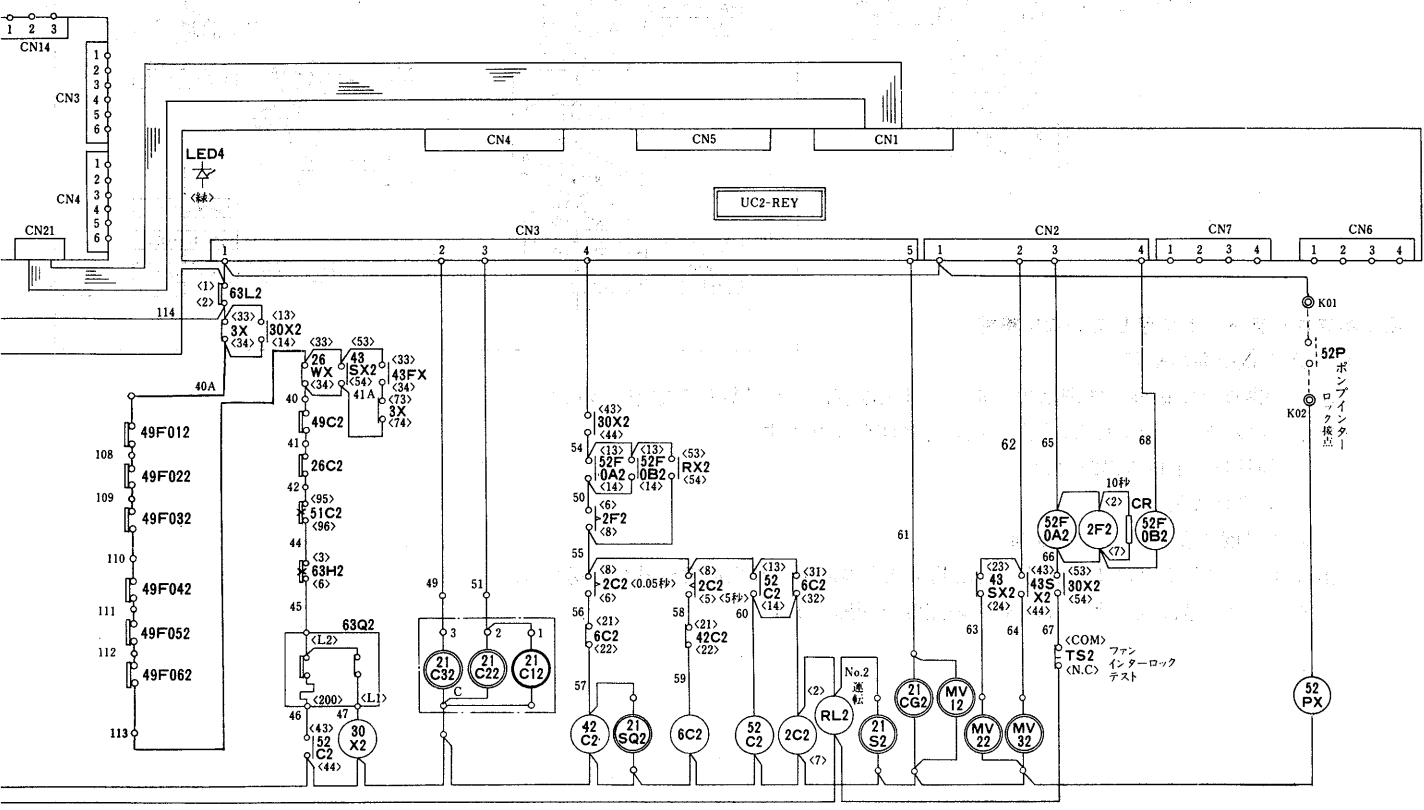 1 2 3
CN14
CN3
1
2
3
4
5
6
CN4
1
2
3
4
5
6
CN21
LED4
〈緑〉
CN4
CN5
CN1
UC2-REY
CN3
1
2
3
4
5
CN2
1
2
3
4
CN7
1 2 3 4
CN6
1 2 3 4
114
〈1〉
63L2
〈2〉
〈33〉
3X
〈34〉
〈13〉
30X2
〈14〉
40A
49F012
108
49F022
109
49F032
110
49F042
111
49F052
112
49F062
113
〈33〉
26
WX
〈34〉
〈53〉
43
SX2
〈54〉
41A
〈33〉
43FX
〈34〉
〈73〉
3X
〈74〉
40
49C2
41
26C2
42
〈95〉
51C2
〈96〉
44
〈3〉
63H2
〈6〉
45
63Q2
〈L2〉
〈200〉
〈L1〉
46
47
〈43〉
52
C2
〈44〉
30
X2
49
51
3
2
1
21
C32
21
C22
21
C12
C
〈43〉
30X2
〈44〉
54
〈13〉
52F
0A2
〈14〉
〈13〉
52F
0B2
〈14〉
〈53〉
RX2
〈54〉
50
〈6〉
2F2
〈8〉
55
〈8〉
2C2
〈0.05秒〉
〈6〉
56
〈21〉
6C2
〈22〉
57
42
C2
21
SQ2
〈8〉
2C2
〈5〉
〈5秒〉
58
〈21〉
42C2
〈22〉
59
6C2
〈13〉
52
C2
〈14〉
60
52
C2
〈31〉
6C2
〈32〉
2C2
〈2〉
〈7〉
RL2
No.2
運転
21
S2
61
21
CG2
MV
12
62
〈23〉
43
SX2
〈24〉
63
MV
22
〈43〉
43S
X2
〈44〉
64
MV
32
65
68
10秒
52F
0A2
2F2
〈2〉
〈7〉
CR
52F
0B2
66
〈53〉
30X2
〈54〉
67
〈COM〉
TS2
〈N.C〉
ファン
インターロック
テスト
K01
52P
K02
ポンプインター
ロック接点
52
PX